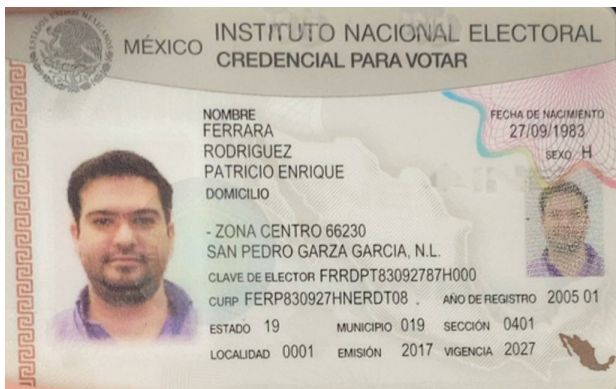 MÉXICO INSTITUTO NACIONAL ELECTORAL
CREDENCIAL PARA VOTAR
NOMBRE
FERRARA
RODRIGUEZ
PATRICIO ENRIQUE
FECHA DE NACIMIENTO
27/09/1983
SEXO H
DOMICILIO
- ZONA CENTRO 66230
SAN PEDRO GARZA GARCIA, N.L.
CLAVE DE ELECTOR FRRDPT83092787H000
CURP FERP830927HNERDT08 . AÑO DE REGISTRO 2005 01
ESTADO 19 MUNICIPIO 019 SECCIÓN 0401
LOCALIDAD 0001 EMISIÓN 2017 VIGENCIA 2027